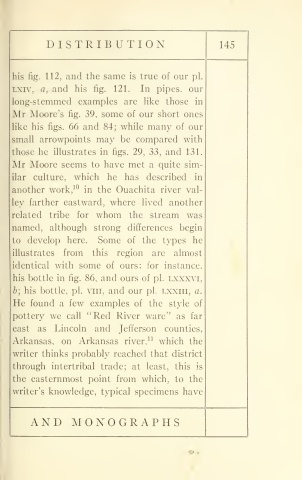 DISTRIBUTION 145
his fig. 112, and the same is true of our pl.
LXIV, a, and his fig. 121. In pipes, our
long-stemmed examples are like those in
Mr Moore's fig. 39, some of our short ones
like his figs. 66 and 84; while many of our
small arrowpoints may be compared with
those he illustrates in figs. 29, 33, and 131.
Mr Moore seems to have met a quite sim-
ilar culture, which he has described in
another work,¹⁰ in the Ouachita river val-
ley farther eastward, where lived another
related tribe for whom the stream was
named, although strong differences begin
to develop here. Some of the types he
illustrates from this region are almost
identical with some of ours: for instance,
his bottle in fig. 86, and ours of pl. LXXXVI,
b; his bottle, pl. VIII, and our pl. LXXIII, a.
He found a few examples of the style of
pottery we call "Red River ware" as far
east as Lincoln and Jefferson counties,
Arkansas, on Arkansas river,¹¹ which the
writer thinks probably reached that district
through intertribal trade; at least, this is
the easternmost point from which, to the
writer's knowledge, typical specimens have
AND MONOGRAPHS